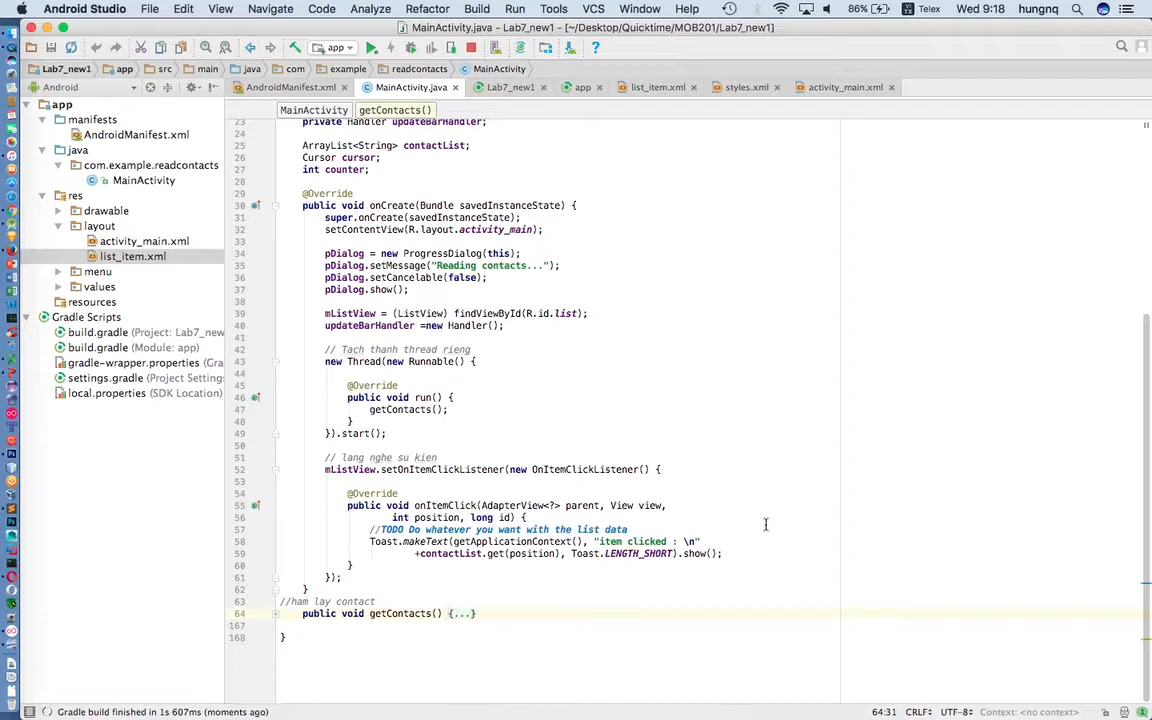 Android Studio File Edit View Navigate Code Analyze Refactor Build Run Tools VCS Window Help 86% Telex Wed 9:18 hungnq
MainActivity.java - Lab7_new1 - [~/Desktop/Quicktime/MOB201/Lab7_new1]
app
Lab7_new1 app src main java com example readcontacts MainActivity
Android AndroidManifest.xml MainActivity.java Lab7_new1 app list_item.xml styles.xml activity_main.xml
MainActivity getContacts()
app
manifests
AndroidManifest.xml
java
com.example.readcontacts
MainActivity
res
drawable
layout
activity_main.xml
list_item.xml
menu
values
resources
Gradle Scripts
build.gradle (Project: Lab7_new
build.gradle (Module: app)
gradle-wrapper.properties (Gra
settings.gradle (Project Setting
local.properties (SDK Location)
23 private Handler updateBarHandler;
24
25 ArrayList<String> contactList;
26 Cursor cursor;
27 int counter;
28
29 @Override
30 public void onCreate(Bundle savedInstanceState) {
31 super.onCreate(savedInstanceState);
32 setContentView(R.layout.activity_main);
33
34 pDialog = new ProgressDialog(this);
35 pDialog.setMessage("Reading contacts...");
36 pDialog.setCancelable(false);
37 pDialog.show();
38
39 mListView = (ListView) findViewById(R.id.list);
40 updateBarHandler =new Handler();
41
42 // Tach thanh thread rieng
43 new Thread(new Runnable() {
44
45 @Override
46 public void run() {
47 getContacts();
48 }
49 }).start();
50
51 // lang nghe su kien
52 mListView.setOnItemClickListener(new OnItemClickListener() {
53
54 @Override
55 public void onItemClick(AdapterView<?> parent, View view,
56 int position, long id) {
57 //TODO Do whatever you want with the list data
58 Toast.makeText(getApplicationContext(), "item clicked : \n"
59 +contactList.get(position), Toast.LENGTH_SHORT).show();
60 }
61 });
62 }
63 //ham lay contact
64 public void getContacts() {...}
167
168 }
Gradle build finished in 1s 607ms (moments ago) 64:31 CRLF UTF-8 Context: <no context>